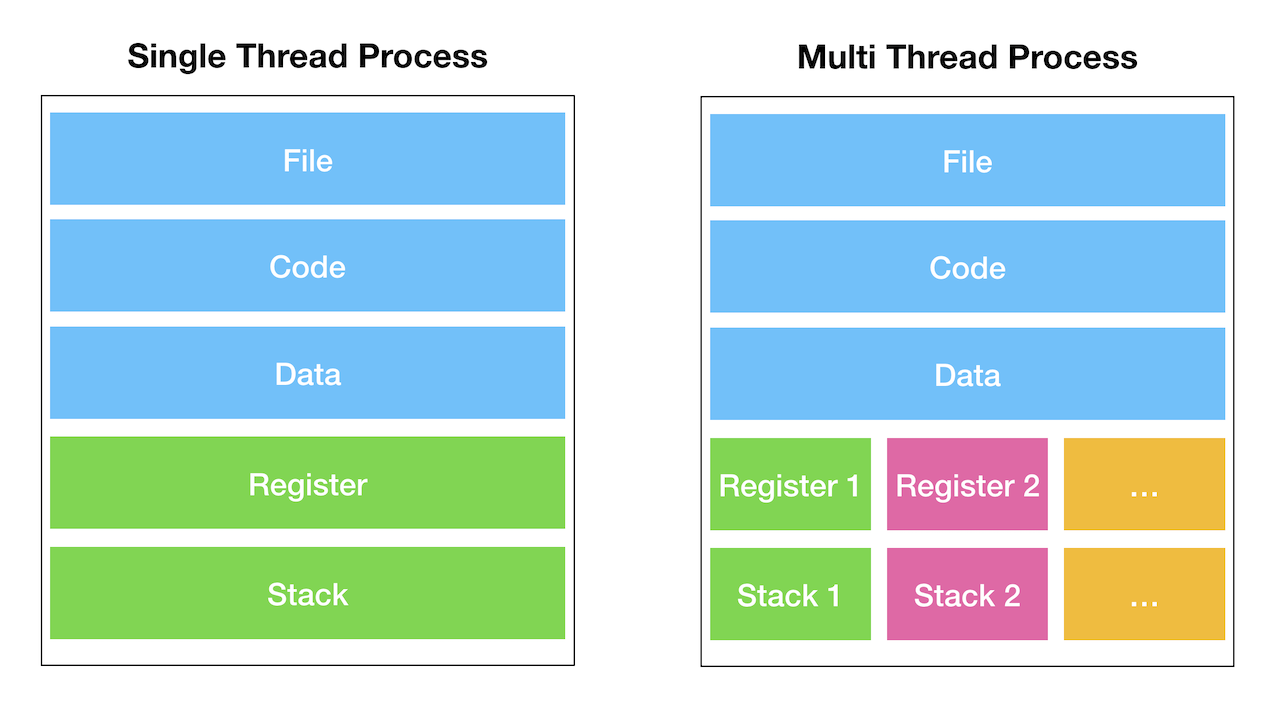 Single Thread Process
File
Code
Data
Register
Stack
Multi Thread Process
File
Code
Data
Register 1
Register 2
...
Stack 1
Stack 2
...